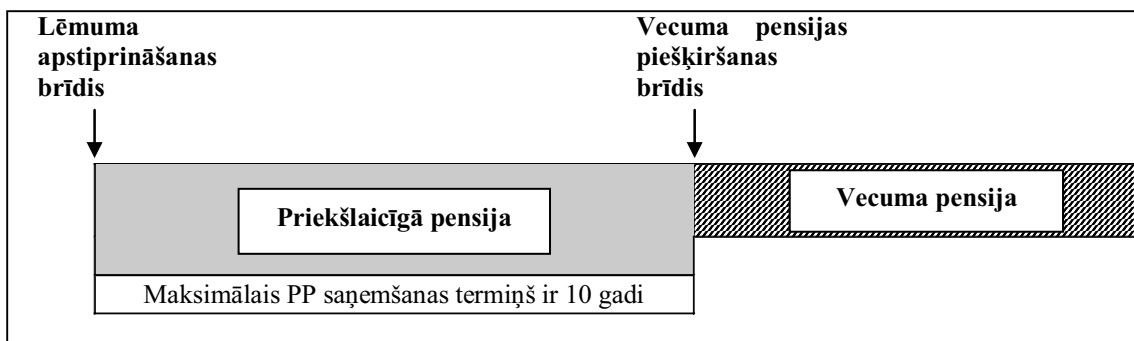 Lēmuma
apstiprināšanas
brīdis
Vecuma pensijas
piešķiršanas
brīdis
Priekšlaicīgā pensija
Vecuma pensija
Maksimālais PP saņemšanas termiņš ir 10 gadi